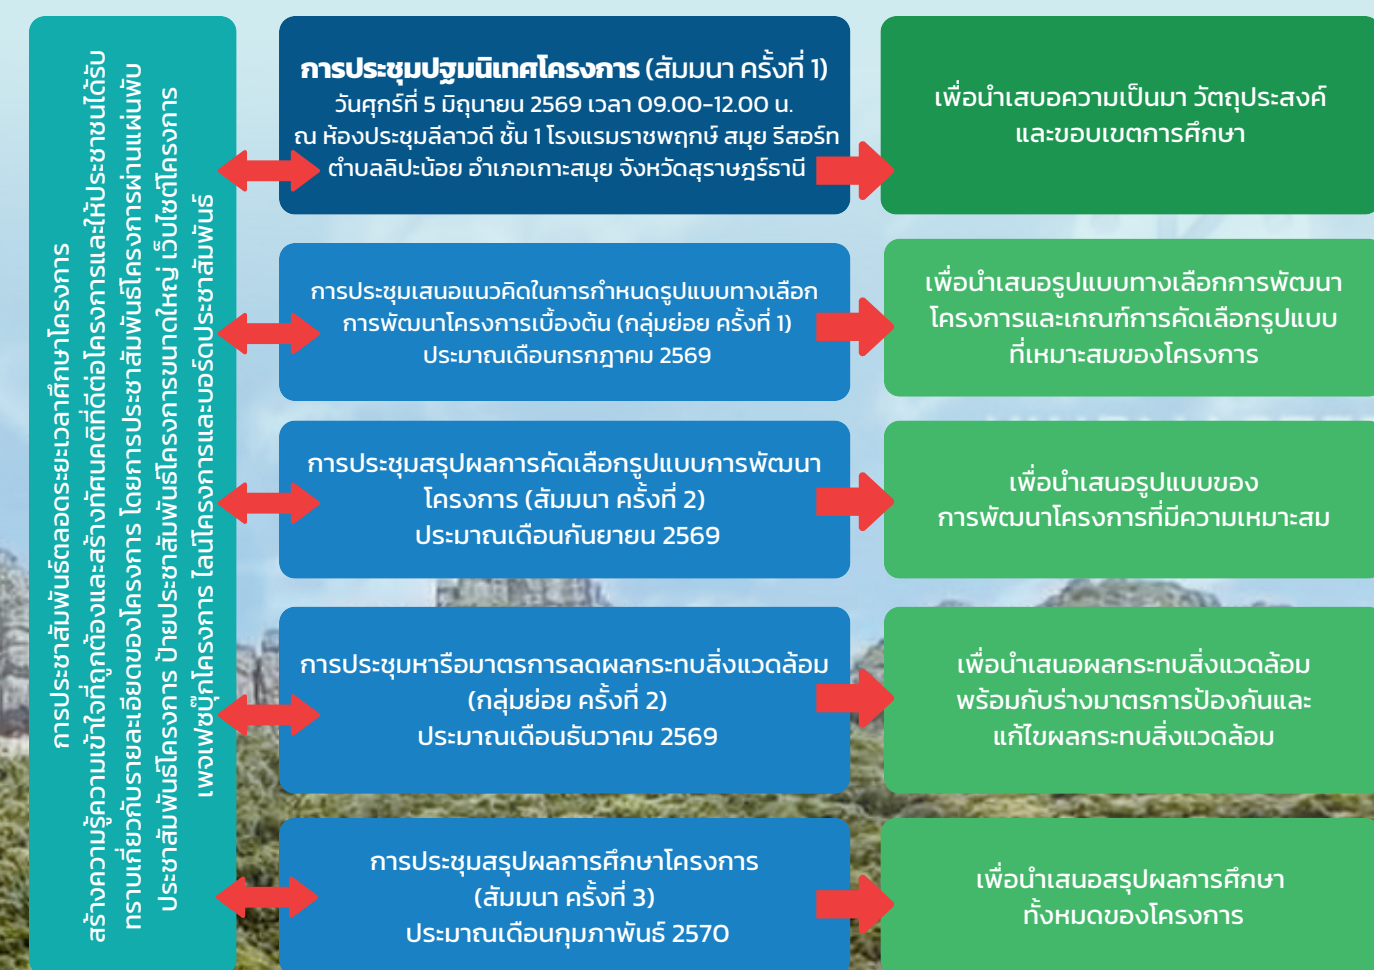 การประชาสัมพันธ์ตลอดระยะเวลาศึกษาโครงการ
สร้างความรู้ความเข้าใจที่ถูกต้องและสร้างทัศนคติที่ดีต่อโครงการและให้ประชาชนได้รับ
ทราบเกี่ยวกับรายละเอียดของโครงการ โดยการประชาสัมพันธ์โครงการผ่านแผ่นพับ
ประชาสัมพันธ์โครงการ ป้ายประชาสัมพันธ์โครงการขนาดใหญ่ เว็บไซต์โครงการ
เพจเฟซบุ๊กโครงการ ไลน์โครงการและบอร์ดประชาสัมพันธ์
การประชุมปฐมนิเทศโครงการ (สัมมนา ครั้งที่ 1)
วันศุกร์ที่ 5 มิถุนายน 2569 เวลา 09.00-12.00 น.
ณ ห้องประชุมลีลาวดี ชั้น 1 โรงแรมราชพฤกษ์ สมุย รีสอร์ท
ตำบลลิปะน้อย อำเภอเกาะสมุย จังหวัดสุราษฎร์ธานี
เพื่อนำเสนอความเป็นมา วัตถุประสงค์
และขอบเขตการศึกษา
การประชุมเสนอแนวคิดในการกำหนดรูปแบบทางเลือก
การพัฒนาโครงการเบื้องต้น (กลุ่มย่อย ครั้งที่ 1)
ประมาณเดือนกรกฎาคม 2569
เพื่อนำเสนอรูปแบบทางเลือกการพัฒนา
โครงการและเกณฑ์การคัดเลือกรูปแบบ
ที่เหมาะสมของโครงการ
การประชุมสรุปผลการคัดเลือกรูปแบบการพัฒนา
โครงการ (สัมมนา ครั้งที่ 2)
ประมาณเดือนกันยายน 2569
เพื่อนำเสนอรูปแบบของ
การพัฒนาโครงการที่มีความเหมาะสม
การประชุมหารือมาตรการลดผลกระทบสิ่งแวดล้อม
(กลุ่มย่อย ครั้งที่ 2)
ประมาณเดือนธันวาคม 2569
เพื่อนำเสนอผลกระทบสิ่งแวดล้อม
พร้อมกับร่างมาตรการป้องกันและ
แก้ไขผลกระทบสิ่งแวดล้อม
การประชุมสรุปผลการศึกษาโครงการ
(สัมมนา ครั้งที่ 3)
ประมาณเดือนกุมภาพันธ์ 2570
เพื่อนำเสนอสรุปผลการศึกษา
ทั้งหมดของโครงการ